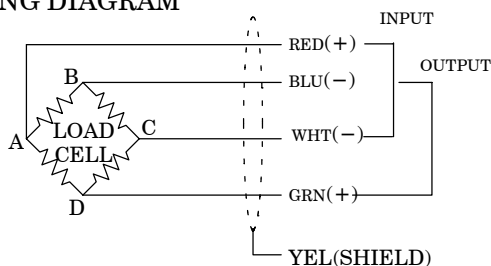 NG DIAGRAM
INPUT
RED(+)
OUTPUT
B
BLU(−)
A
LOAD
CELL
C
WHT(−)
D
GRN(+)
YEL(SHIELD)